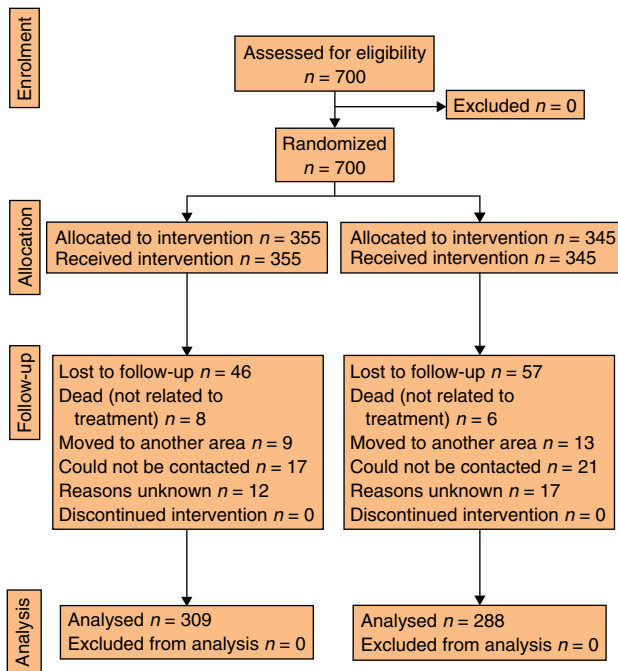 Enrolment
Assessed for eligibility
n = 700
Excluded n = 0
Randomized
n = 700
Allocation
Allocated to intervention n = 355
Received intervention n = 355
Allocated to intervention n = 345
Received intervention n = 345
Follow-up
Lost to follow-up n = 46
Dead (not related to
treatment) n = 8
Moved to another area n = 9
Could not be contacted n = 17
Reasons unknown n = 12
Discontinued intervention n = 0
Lost to follow-up n = 57
Dead (not related to
treatment) n = 6
Moved to another area n = 13
Could not be contacted n = 21
Reasons unknown n = 17
Discontinued intervention n = 0
Analysis
Analysed n = 309
Excluded from analysis n = 0
Analysed n = 288
Excluded from analysis n = 0